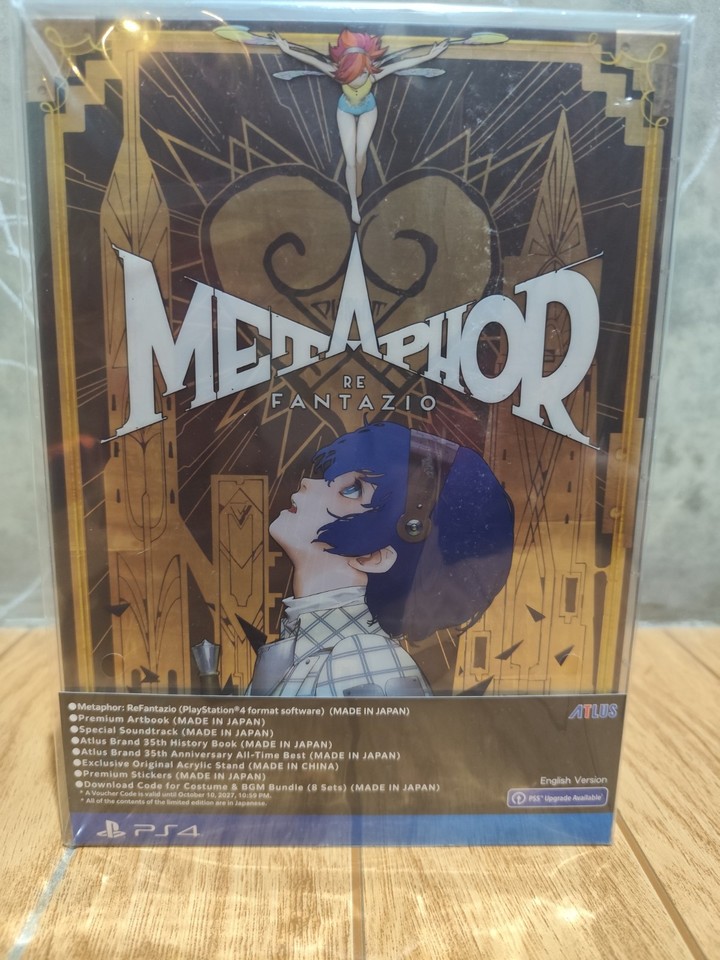 METAPHOR
RE
FANTAZIO
●Metaphor: ReFantazio (PlayStation®4 format software) (MADE IN JAPAN)
●Premium Artbook (MADE IN JAPAN)
●Special Soundtrack (MADE IN JAPAN)
●Atlus Brand 35th History Book (MADE IN JAPAN)
●Atlus Brand 35th Anniversary All-Time Best (MADE IN JAPAN)
●Exclusive Original Acrylic Stand (MADE IN CHINA)
●Premium Stickers (MADE IN JAPAN)
●Download Code for Costume & BGM Bundle (8 Sets) (MADE IN JAPAN)
* A Voucher Code is valid until October 10, 2027, 10:59 PM.
* All of the contents of the limited edition are in Japanese.
ATLUS
English Version
PS5™ Upgrade Available
PS4